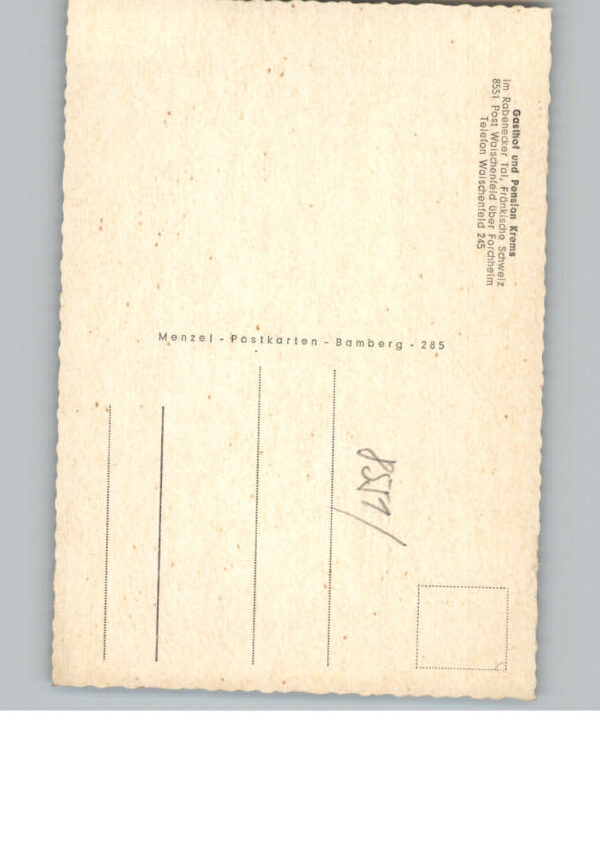 Gasthof und Pension Krems
Im Rabenecker Tal, Fränkische Schweiz
8551 Post Waischenfeld über Forchheim
Telefon Waischenfeld 245
Menzel - Postkarten - Bamberg - 285